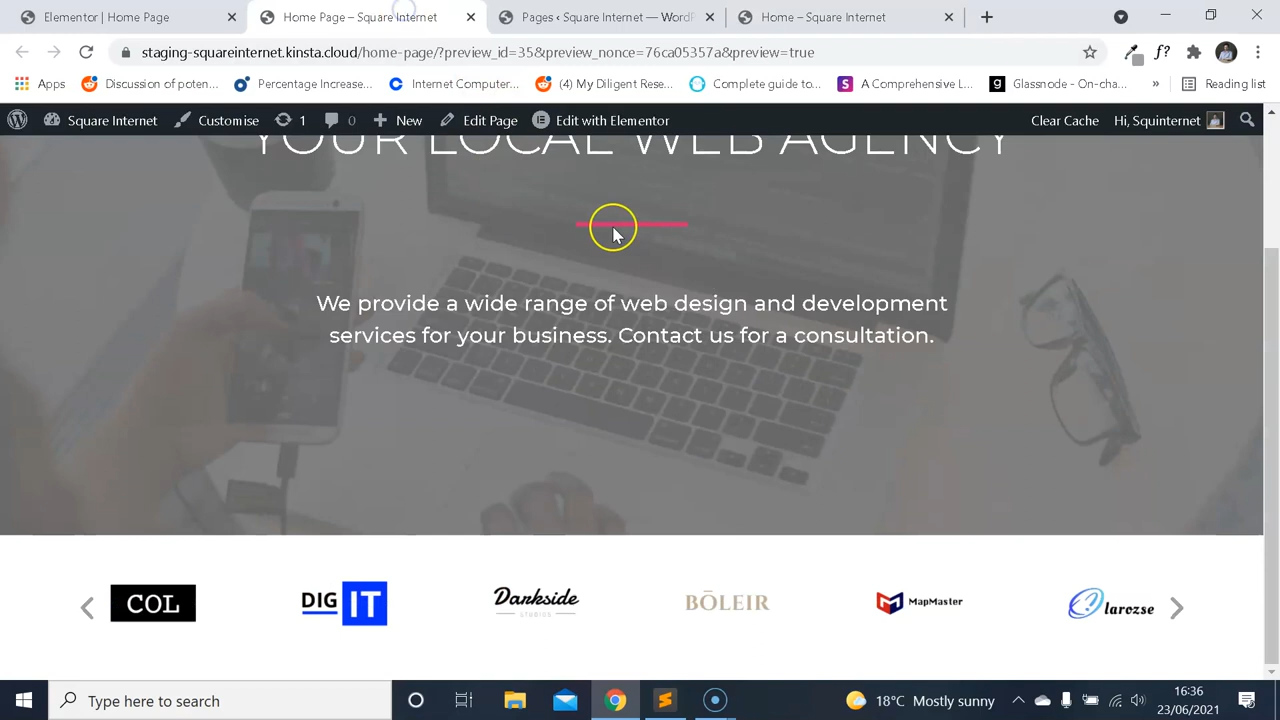 Elementor | Home Page
Home Page – Square Internet
Pages ‹ Square Internet — WordP
Home – Square Internet
staging-squareinternet.kinsta.cloud/home-page/?preview_id=35&preview_nonce=76ca05357a&preview=true
f?
Apps
Discussion of poten...
Percentage Increase...
Internet Computer...
(4) My Diligent Rese...
Complete guide to...
A Comprehensive L...
Glassnode - On-cha...
»
Reading list
Square Internet
Customise
1
0
New
Edit Page
Edit with Elementor
Clear Cache
Hi, Squinternet
YOUR LOCAL WEB AGENCY
We provide a wide range of web design and development
services for your business. Contact us for a consultation.
COL
DIG IT
Darkside
STUDIOS
BŌLEIR
MapMaster
larozse
Type here to search
18°C Mostly sunny
16:36
23/06/2021